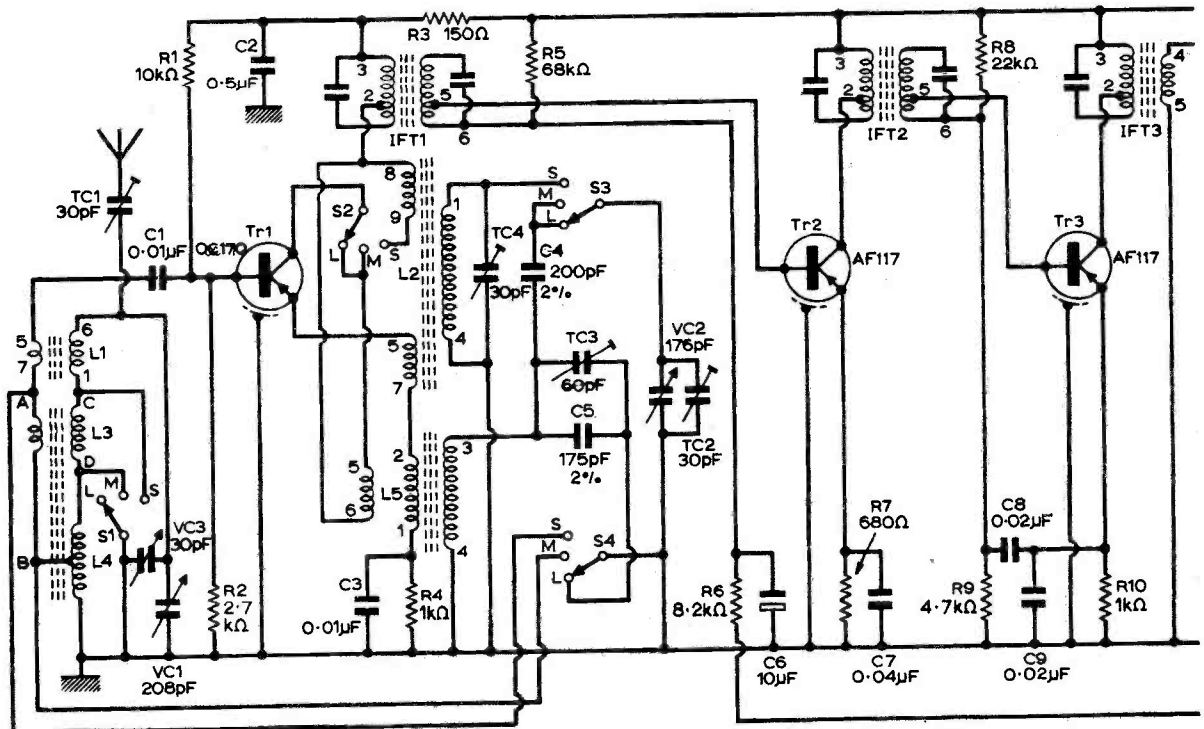 R3 150Ω
R1
10kΩ
C2
0·5µF
3
2
IFT1
5
6
R5
68kΩ
3
2
IFT2
5
6
R8
22kΩ
3
2
IFT3
4
5
TC1
30pF
C1
0·01µF
Tr1
OC170
S2
L
M
S
8
9
L2
1
4
TC4
30pF
S
M
L
S3
C4
200pF
2%
Tr2
AF117
Tr3
AF117
5
7
6
L1
1
A
C
L3
D
M
L
S
S1
VC3
30pF
B
L4
VC1
208pF
R2
2·7
kΩ
5
7
TC3
60pF
C5
175pF
2%
VC2
176pF
TC2
30pF
5
6
2
L5
1
3
4
C3
0·01µF
R4
1kΩ
S
M
L
S4
R6
8·2kΩ
C6
10µF
R7
680Ω
C7
0·04µF
C8
0·02µF
R9
4·7kΩ
R10
1kΩ
C9
0·02µF